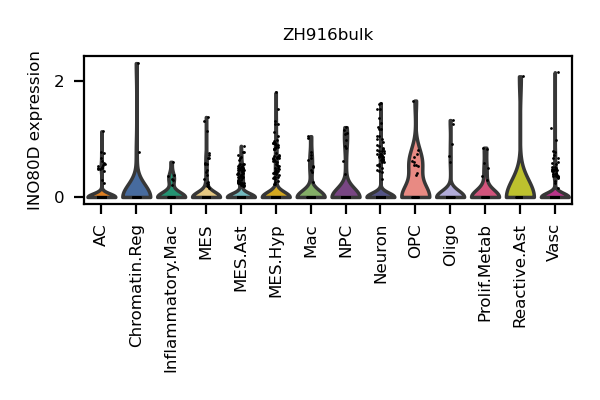 ZH916bulk
INO80D expression
2
0
AC
Chromatin.Reg
Inflammatory.Mac
MES
MES.Ast
MES.Hyp
Mac
NPC
Neuron
OPC
Oligo
Prolif.Metab
Reactive.Ast
Vasc